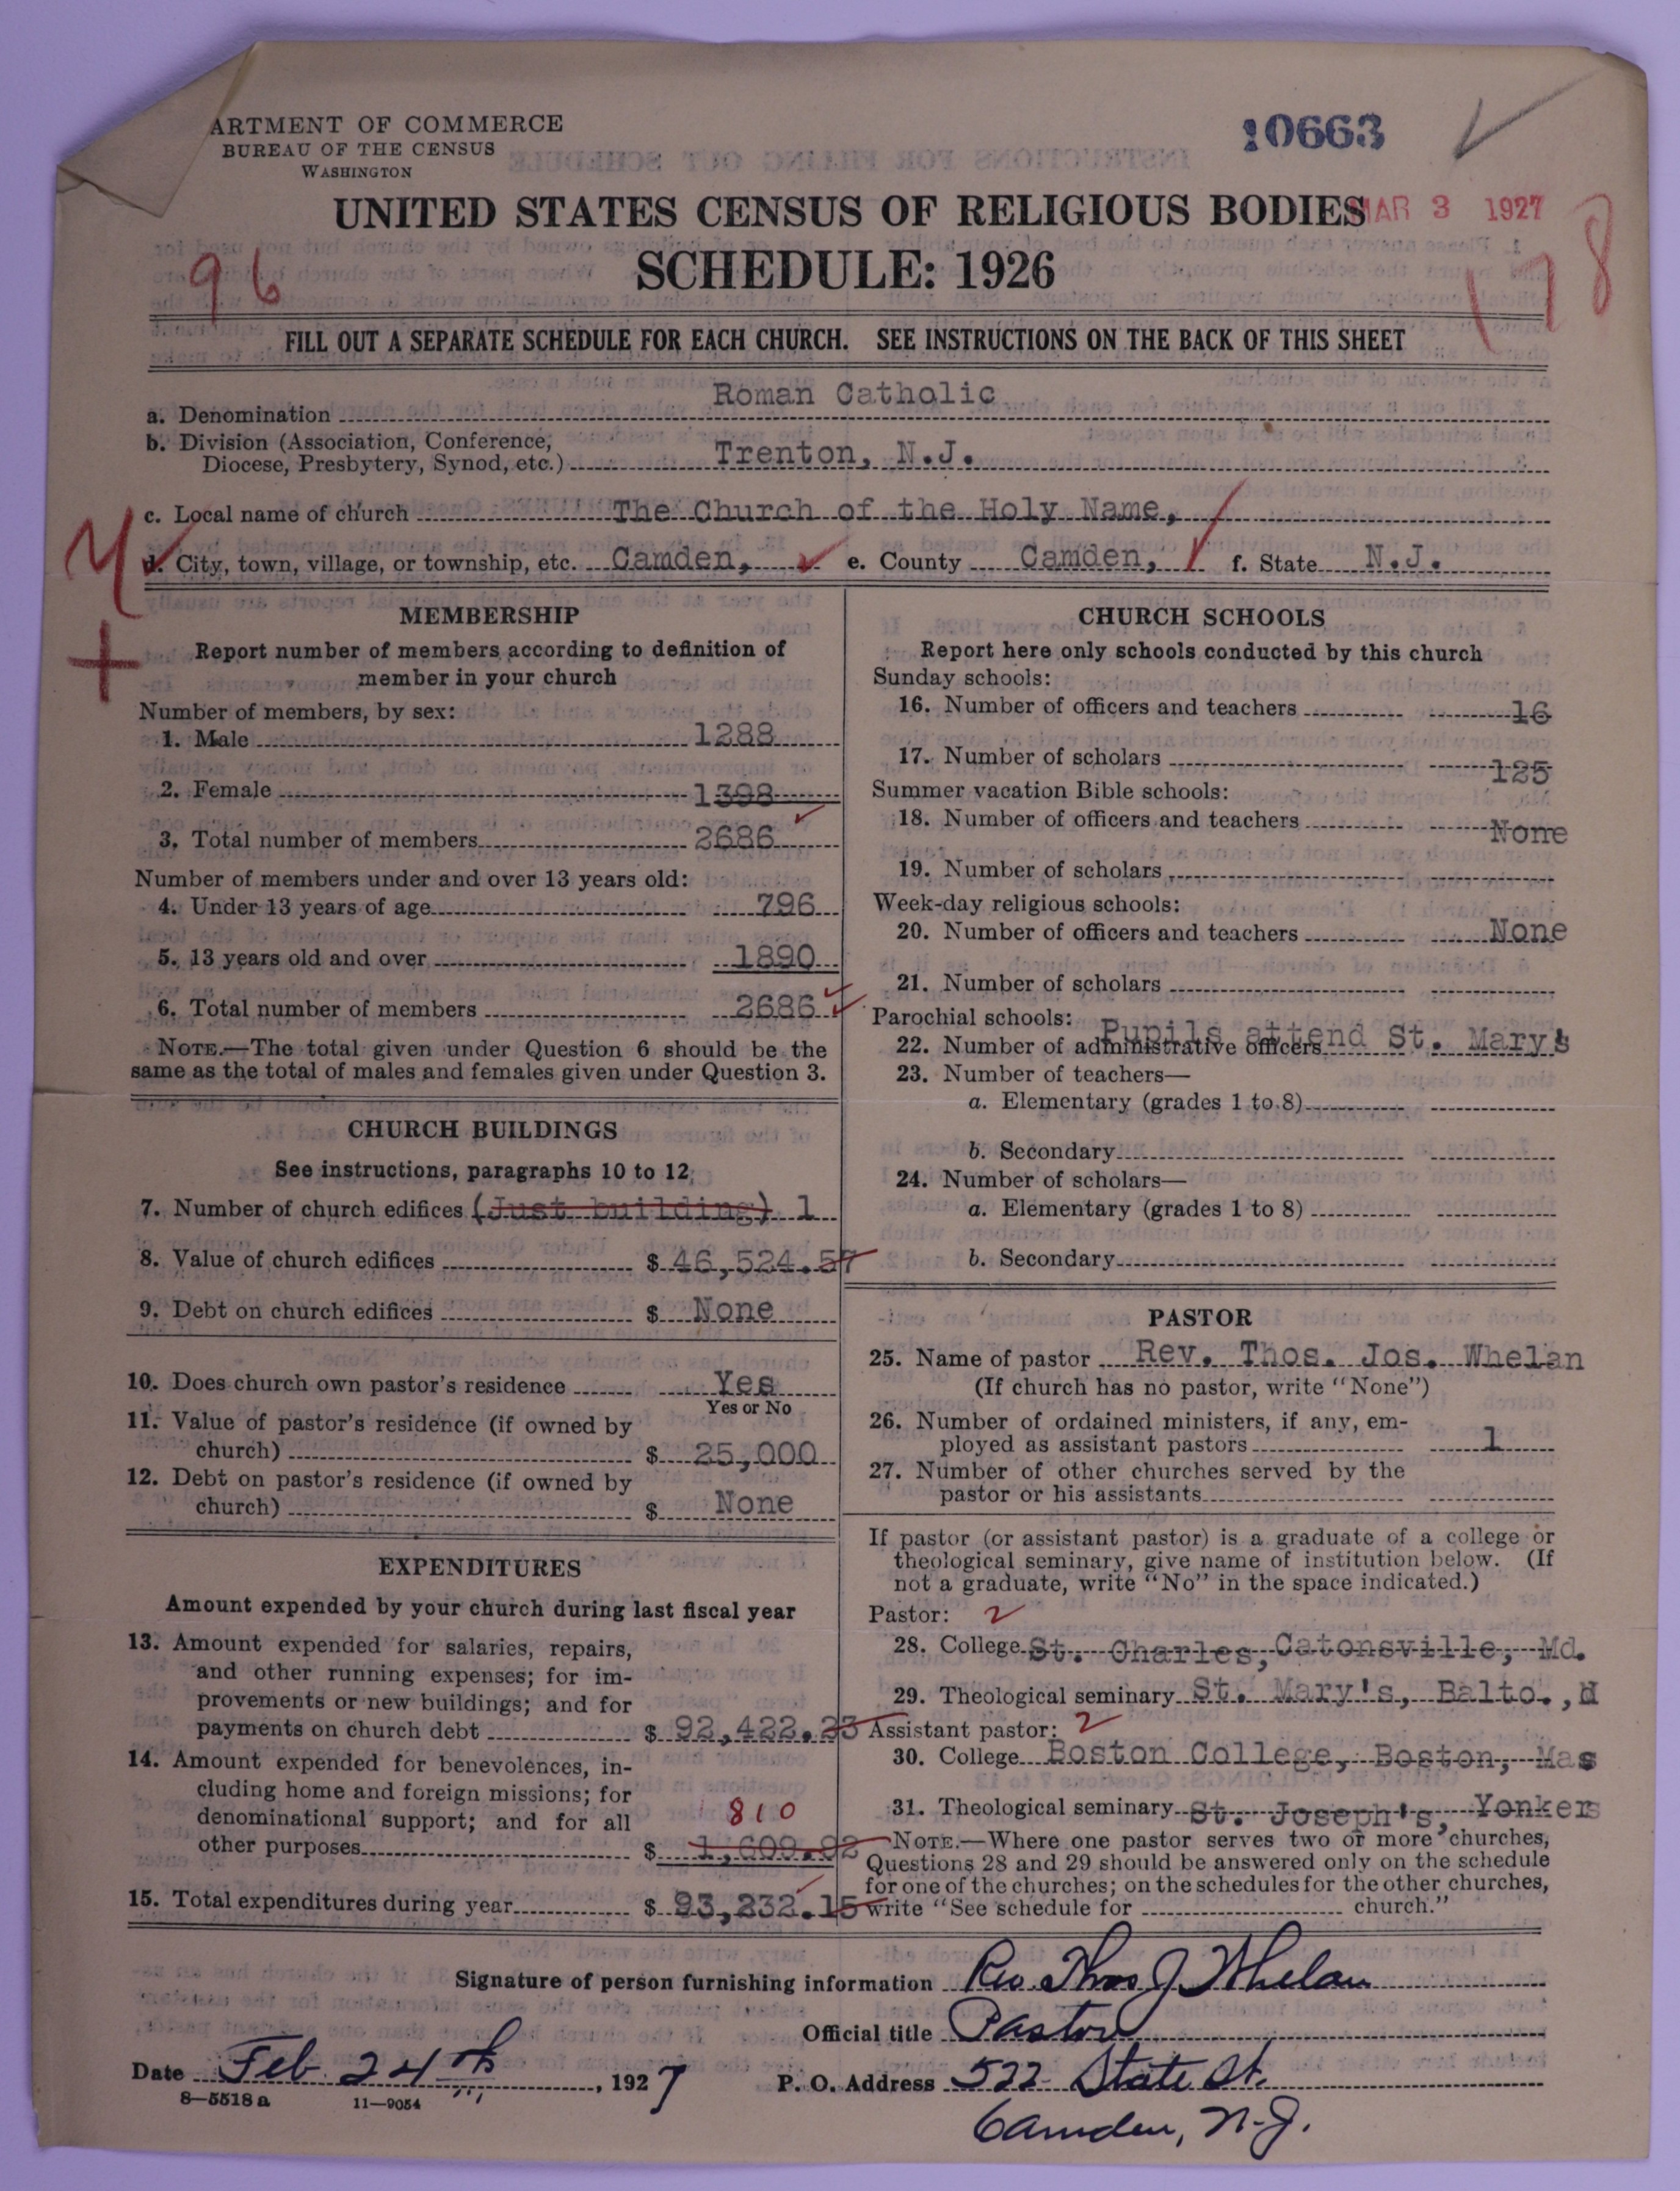 ARTMENT OF COMMERCE
BUREAU OF THE CENSUS
WASHINGTON
10663
UNITED STATES CENSUS OF RELIGIOUS BODIES
MAR 3 1927
SCHEDULE: 1926
96
178
FILL OUT A SEPARATE SCHEDULE FOR EACH CHURCH. SEE INSTRUCTIONS ON THE BACK OF THIS SHEET
a. Denomination Roman Catholic
b. Division (Association, Conference,
Diocese, Presbytery, Synod, etc.) Trenton, N.J.
c. Local name of church The Church of the Holy Name,
d. City, town, village, or township, etc. Camden, e. County Camden, f. State N.J.
MEMBERSHIP
Report number of members according to definition of
member in your church
Number of members, by sex:
1. Male 1288
2. Female 1398
3. Total number of members 2686
Number of members under and over 13 years old:
4. Under 13 years of age 796
5. 13 years old and over 1890
6. Total number of members 2686
NOTE.—The total given under Question 6 should be the
same as the total of males and females given under Question 3.
CHURCH BUILDINGS
See instructions, paragraphs 10 to 12
7. Number of church edifices (Just building) 1
8. Value of church edifices $ 46,524.57
9. Debt on church edifices $ None
10. Does church own pastor's residence Yes
Yes or No
11. Value of pastor's residence (if owned by
church) $ 25,000
12. Debt on pastor's residence (if owned by
church) $ None
EXPENDITURES
Amount expended by your church during last fiscal year
13. Amount expended for salaries, repairs,
and other running expenses; for im-
provements or new buildings; and for
payments on church debt $ 92,422.23
14. Amount expended for benevolences, in-
cluding home and foreign missions; for
denominational support; and for all
810
other purposes $ 1,609.92
15. Total expenditures during year $ 93,232.15
CHURCH SCHOOLS
Report here only schools conducted by this church
Sunday schools:
16. Number of officers and teachers 16
17. Number of scholars 125
Summer vacation Bible schools:
18. Number of officers and teachers None
19. Number of scholars
Week-day religious schools:
20. Number of officers and teachers None
21. Number of scholars
Parochial schools:
22. Number of administrative officers Pupils attend St. Mary's
23. Number of teachers—
a. Elementary (grades 1 to 8)
b. Secondary
24. Number of scholars—
a. Elementary (grades 1 to 8)
b. Secondary
PASTOR
25. Name of pastor Rev. Thos. Jos. Whelan
(If church has no pastor, write "None")
26. Number of ordained ministers, if any, em-
ployed as assistant pastors 1
27. Number of other churches served by the
pastor or his assistants
If pastor (or assistant pastor) is a graduate of a college or
theological seminary, give name of institution below. (If
not a graduate, write "No" in the space indicated.)
Pastor: 2
28. College St. Charles, Catonsville, Md.
29. Theological seminary St. Mary's, Balto.,
Assistant pastor: 2
30. College Boston College, Boston, Mas
31. Theological seminary St. Joseph's, Yonkers
NOTE.—Where one pastor serves two or more churches,
Questions 28 and 29 should be answered only on the schedule
for one of the churches; on the schedules for the other churches,
write "See schedule for church."
Signature of person furnishing information Rev. Thos J Whelan
Official title Pastor
Date Feb 24th, 1927 P. O. Address 522 State St.
8—5518 a 11—9054
Camden, N.J.